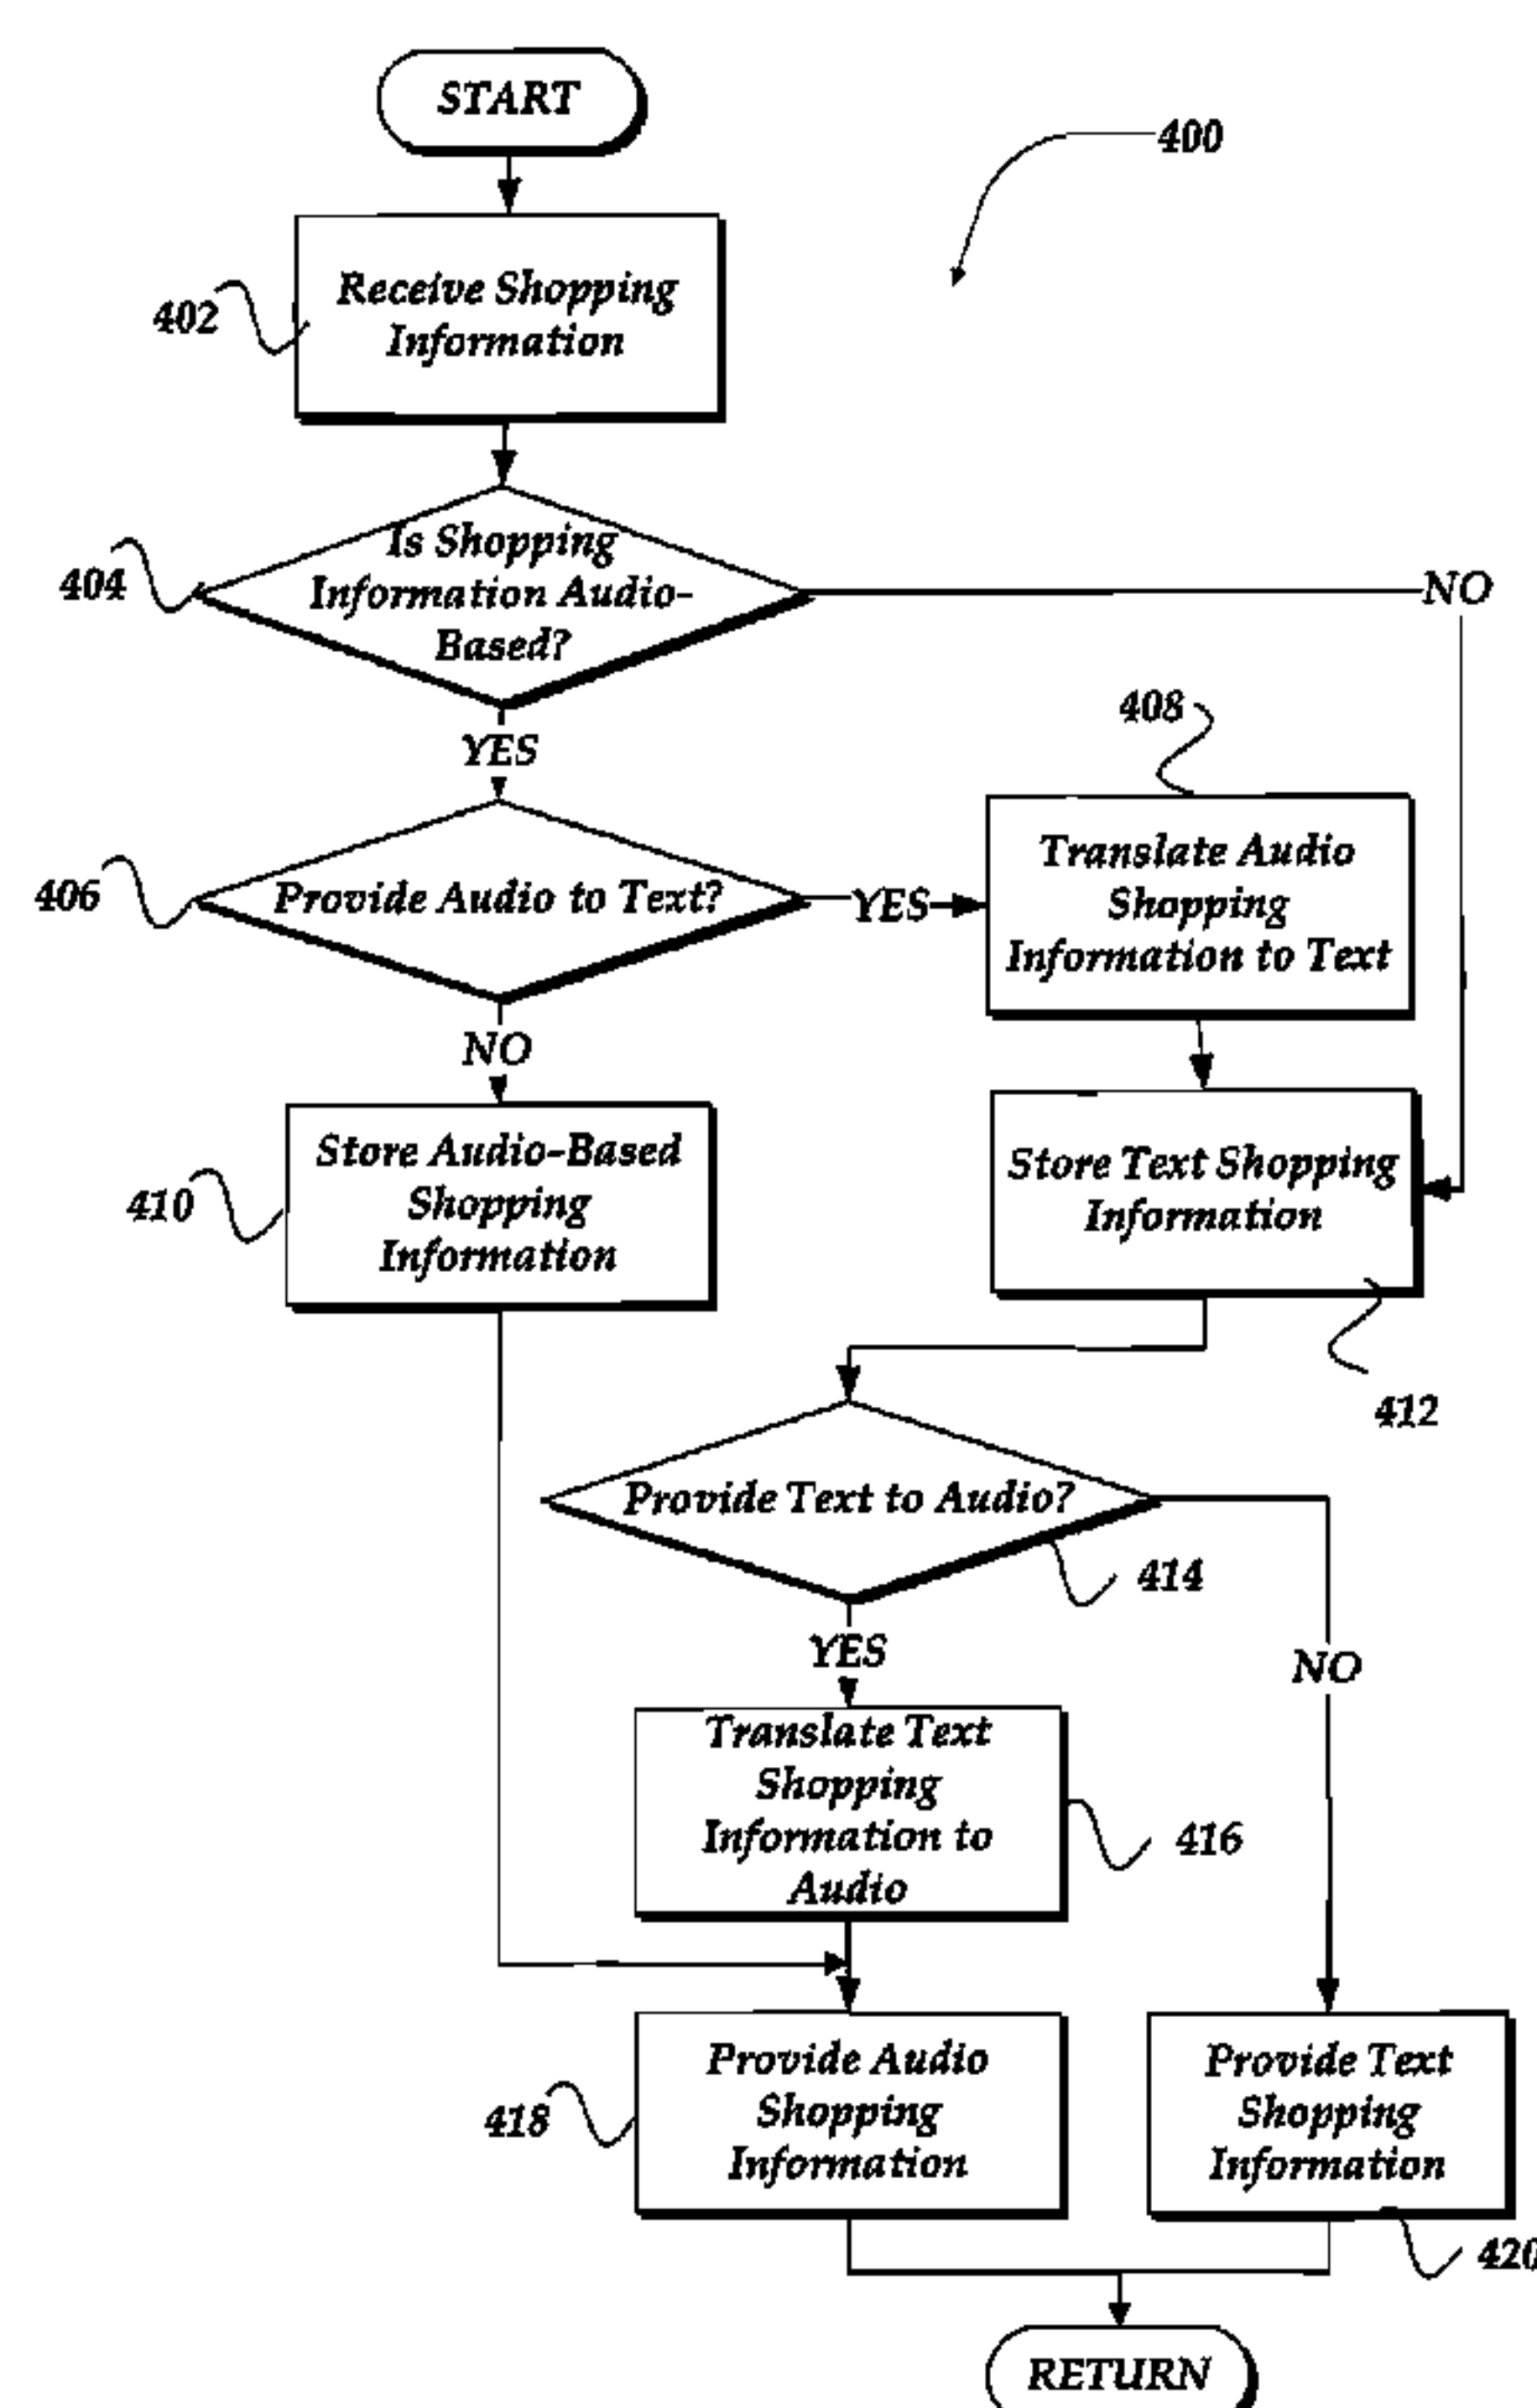 START
400
Receive Shopping
Information
402
Is Shopping
Information Audio-
Based?
404
NO
YES
408
Provide Audio to Text?
406
YES
Translate Audio
Shopping
Information to Text
NO
Store Audio-Based
Shopping
Information
410
Store Text Shopping
Information
412
Provide Text to Audio?
414
YES
NO
Translate Text
Shopping
Information to
Audio
416
Provide Audio
Shopping
Information
418
Provide Text
Shopping
Information
420
RETURN